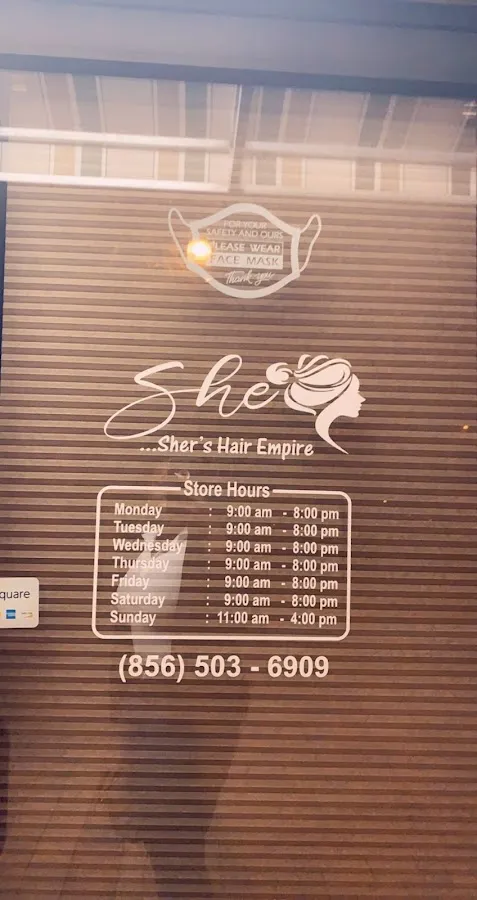 FOR YOUR
SAFETY AND OURS
PLEASE WEAR
FACE MASK
Thank you
She
...Sher's Hair Empire
Store Hours
Monday : 9:00 am - 8:00 pm
Tuesday : 9:00 am - 8:00 pm
Wednesday : 9:00 am - 8:00 pm
Thursday : 9:00 am - 8:00 pm
Friday : 9:00 am - 8:00 pm
Saturday : 9:00 am - 8:00 pm
Sunday : 11:00 am - 4:00 pm
quare
(856) 503 - 6909